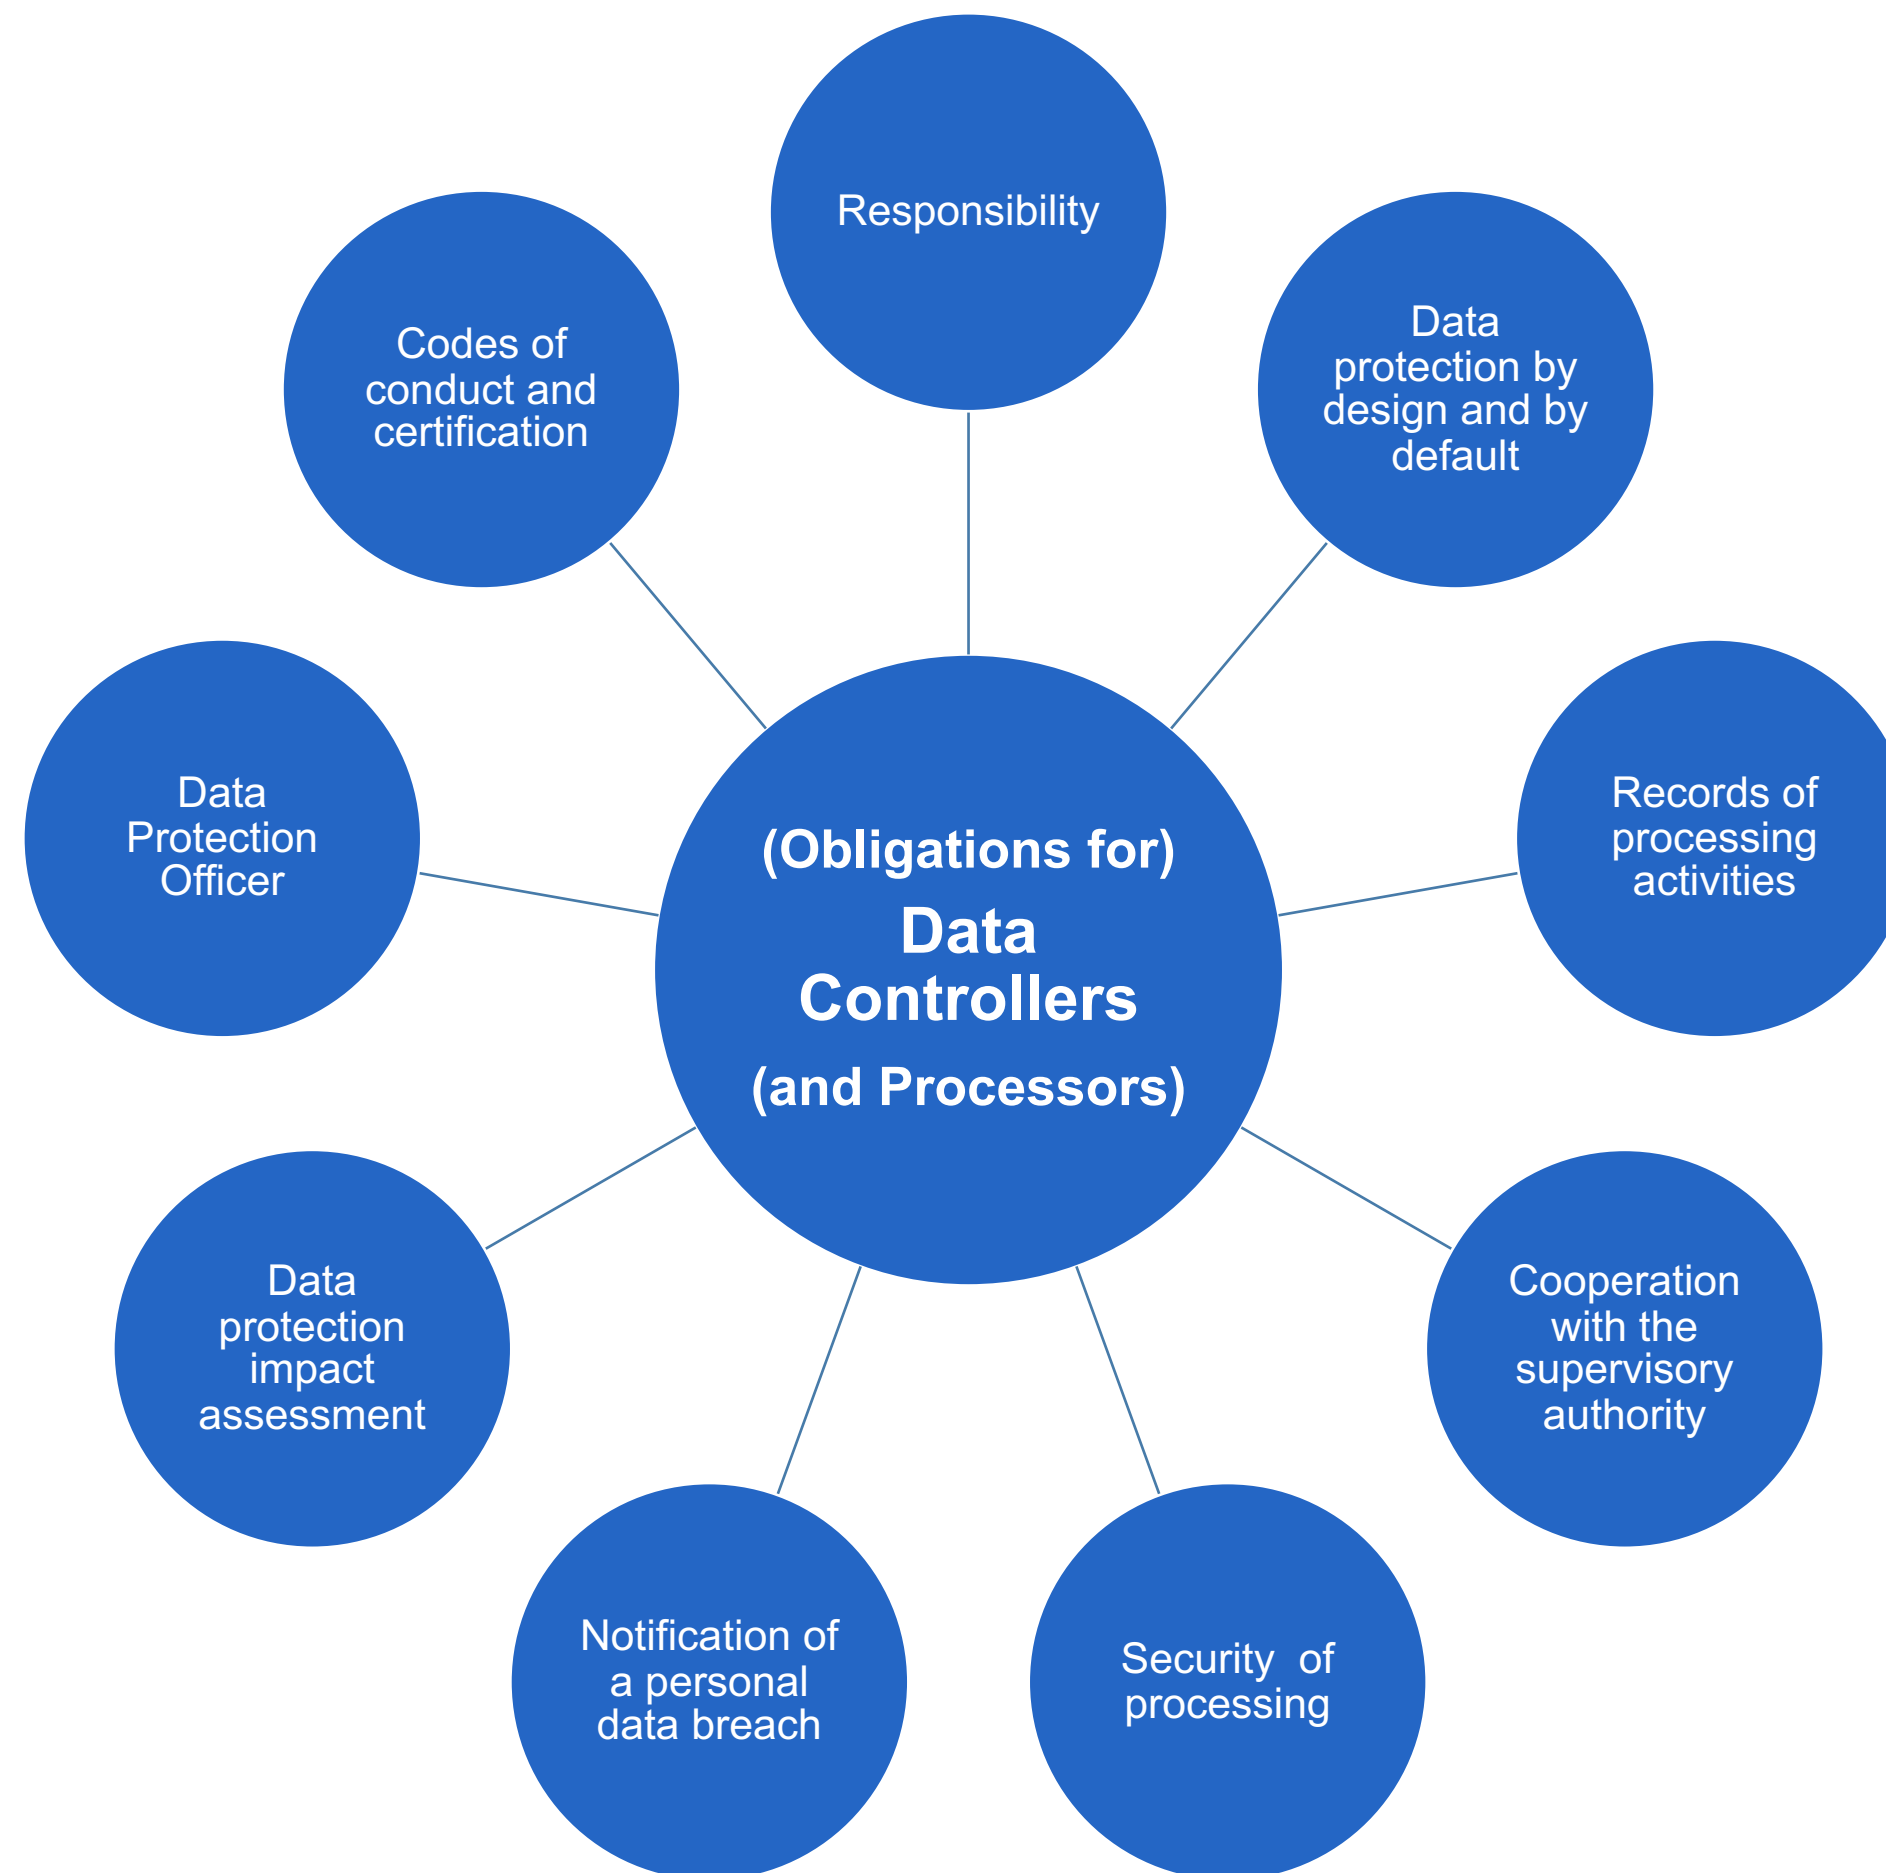 Responsibility
Data
protection by
design and by
default
Records of
processing
activities
Cooperation
with the
supervisory
authority
Security  of
processing
Notification of
a personal
data breach
Data
protection
impact
assessment
Data
Protection
Officer
Codes of
conduct and
certification
(Obligations for)
Data
Controllers
(and Processors)